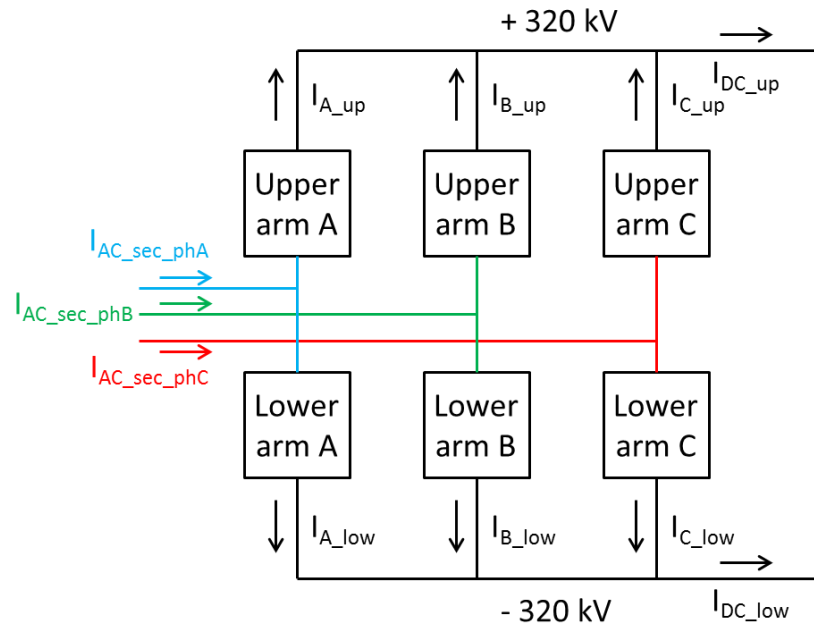 + 320 kV
I_DC_up
I_A_up
I_B_up
I_C_up
Upper
arm A
Upper
arm B
Upper
arm C
I_AC_sec_phA
I_AC_sec_phB
I_AC_sec_phC
Lower
arm A
Lower
arm B
Lower
arm C
I_A_low
I_B_low
I_C_low
- 320 kV
I_DC_low